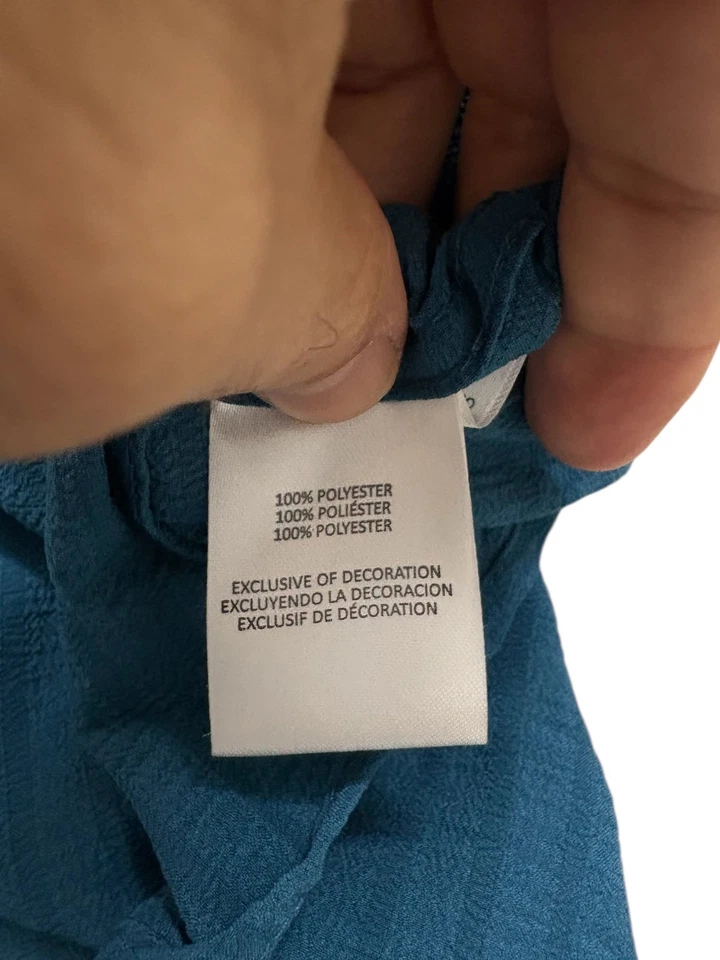 100% POLYESTER
100% POLIÉSTER
100% POLYESTER
EXCLUSIVE OF DECORATION
EXCLUYENDO LA DECORACION
EXCLUSIF DE DÉCORATION